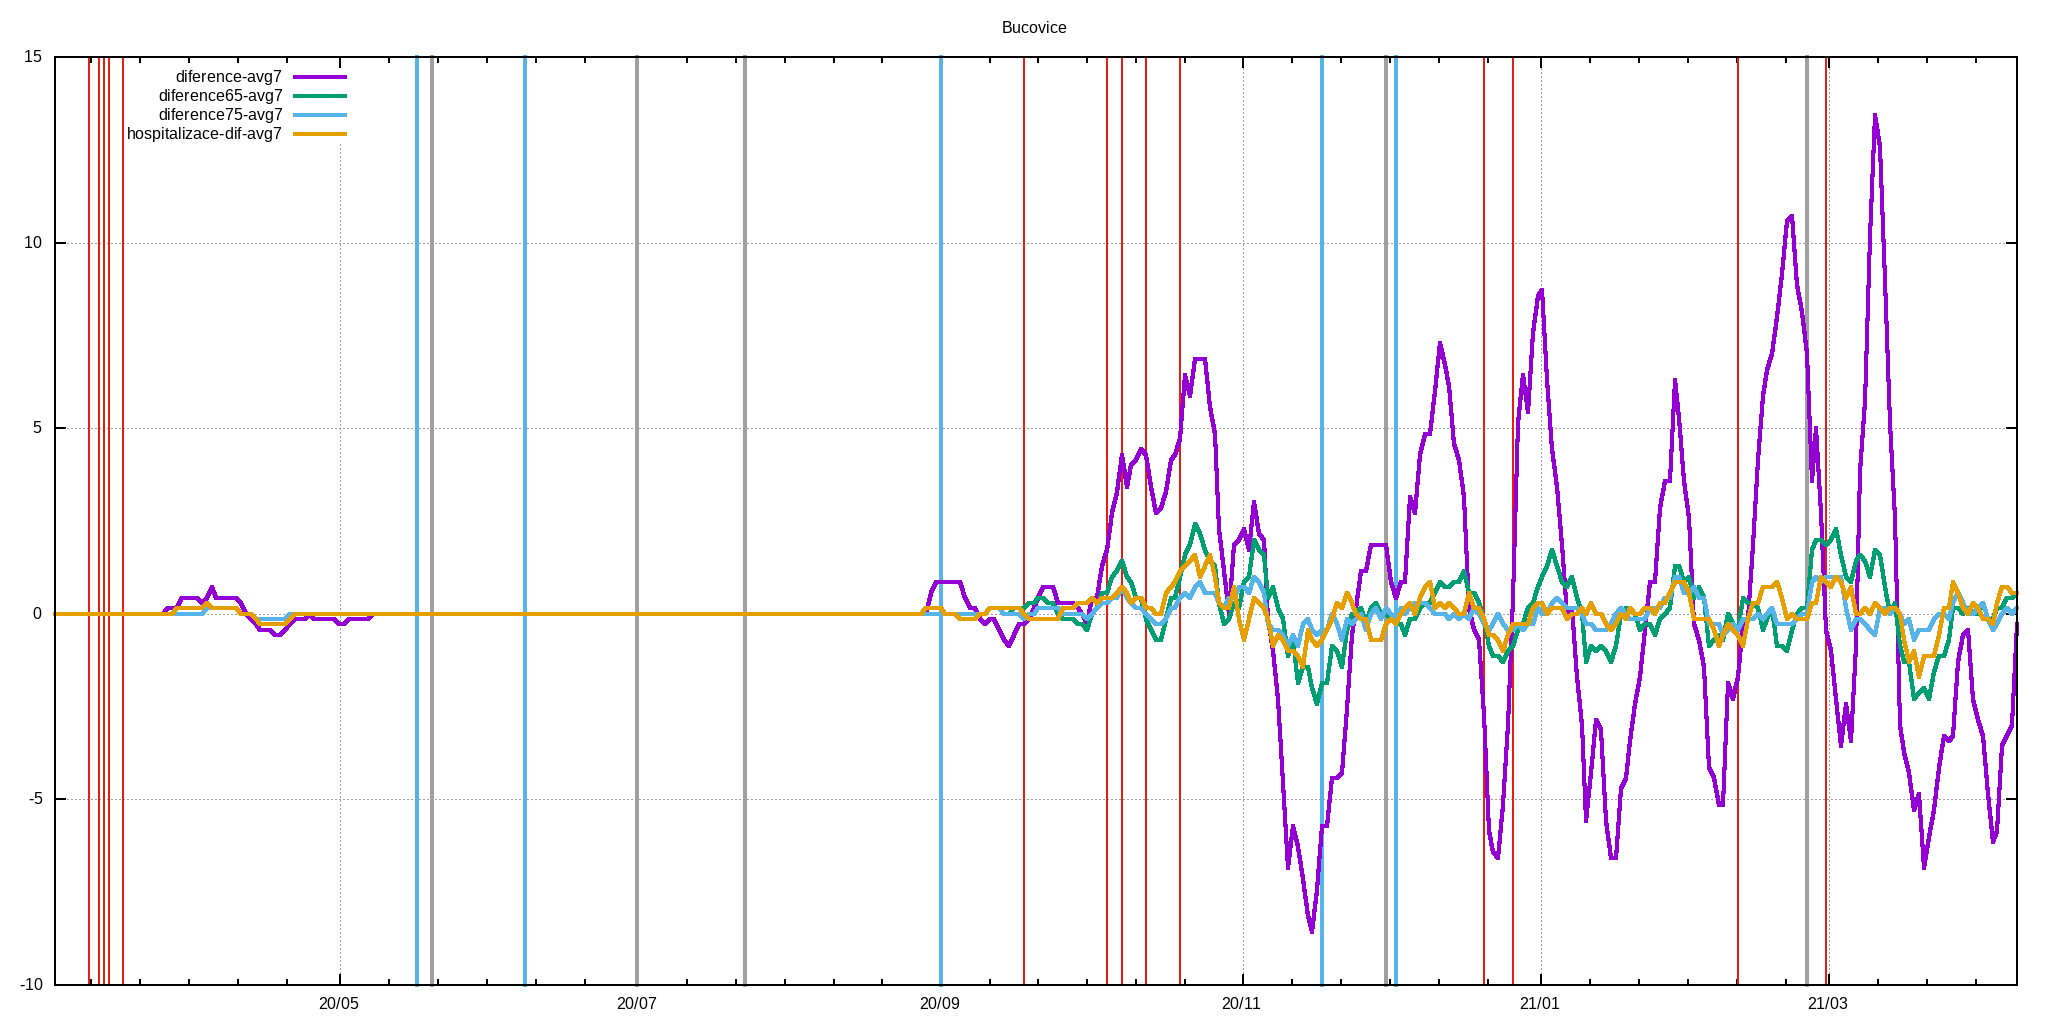 Bucovice
15
diference-avg7
diference65-avg7
diference75-avg7
hospitalizace-dif-avg7
10
5
0
-5
-10
20/05 20/07 20/09 20/11 21/01 21/03